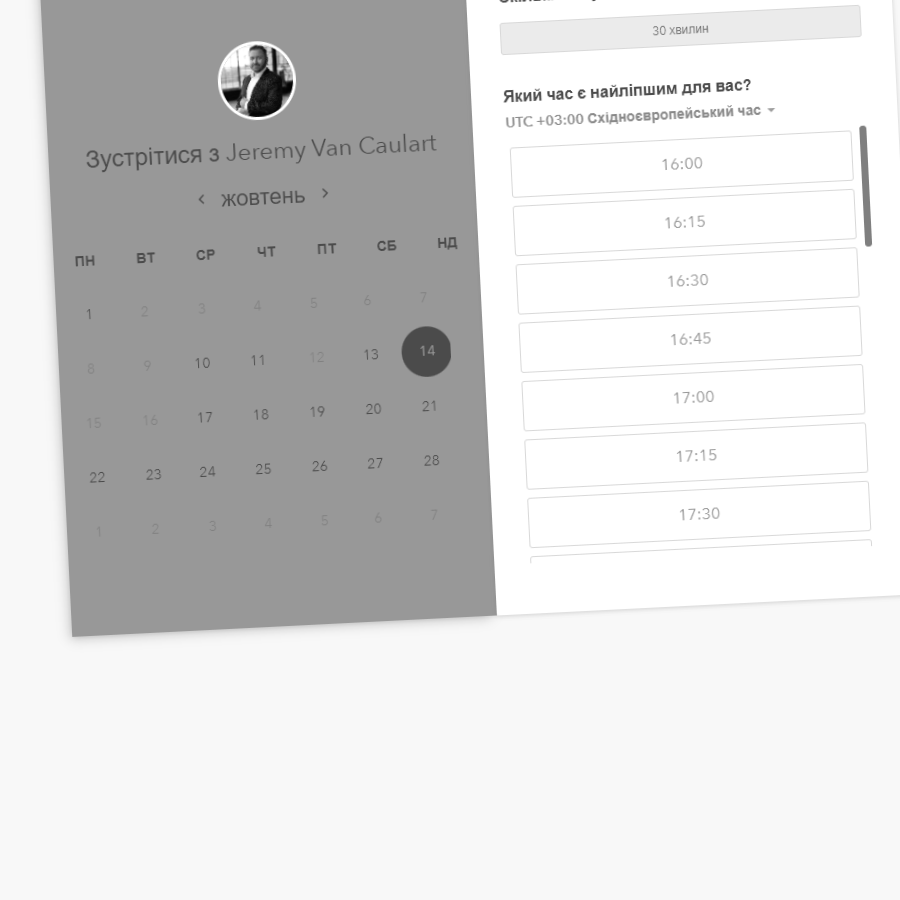 Зустрітися з Jeremy Van Caulart
жовтень
ПН ВТ СР ЧТ ПТ СБ НД
1 2 3 4 5 6 7
8 9 10 11 12 13 14
15 16 17 18 19 20 21
22 23 24 25 26 27 28
1 2 3 4 5 6 7
30 хвилин
Який час є найліпшим для вас?
UTC +03:00 Східноєвропейський час
16:00
16:15
16:30
16:45
17:00
17:15
17:30